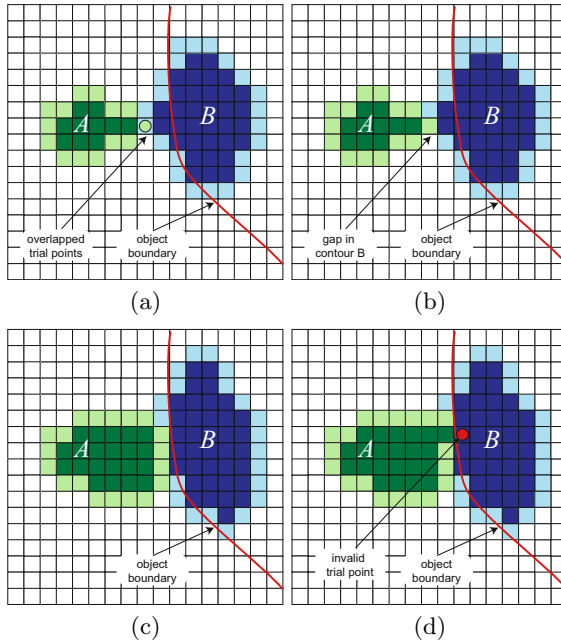 A
B
overlapped
trial points
object
boundary
(a)
A
B
gap in
contour B
object
boundary
(b)
A
B
object
boundary
(c)
A
B
invalid
trial point
object
boundary
(d)